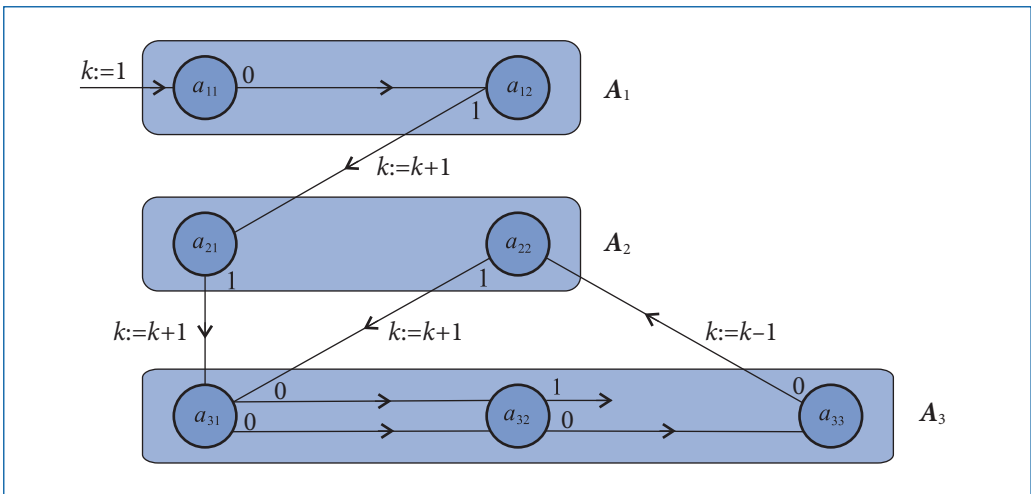 k:=1
a11 0 a12 A1
1
k:=k+1
a21 a22 A2
1 1
k:=k+1 k:=k+1 k:=k–1
0 1 0
a31 a32 a33 A3
0 0